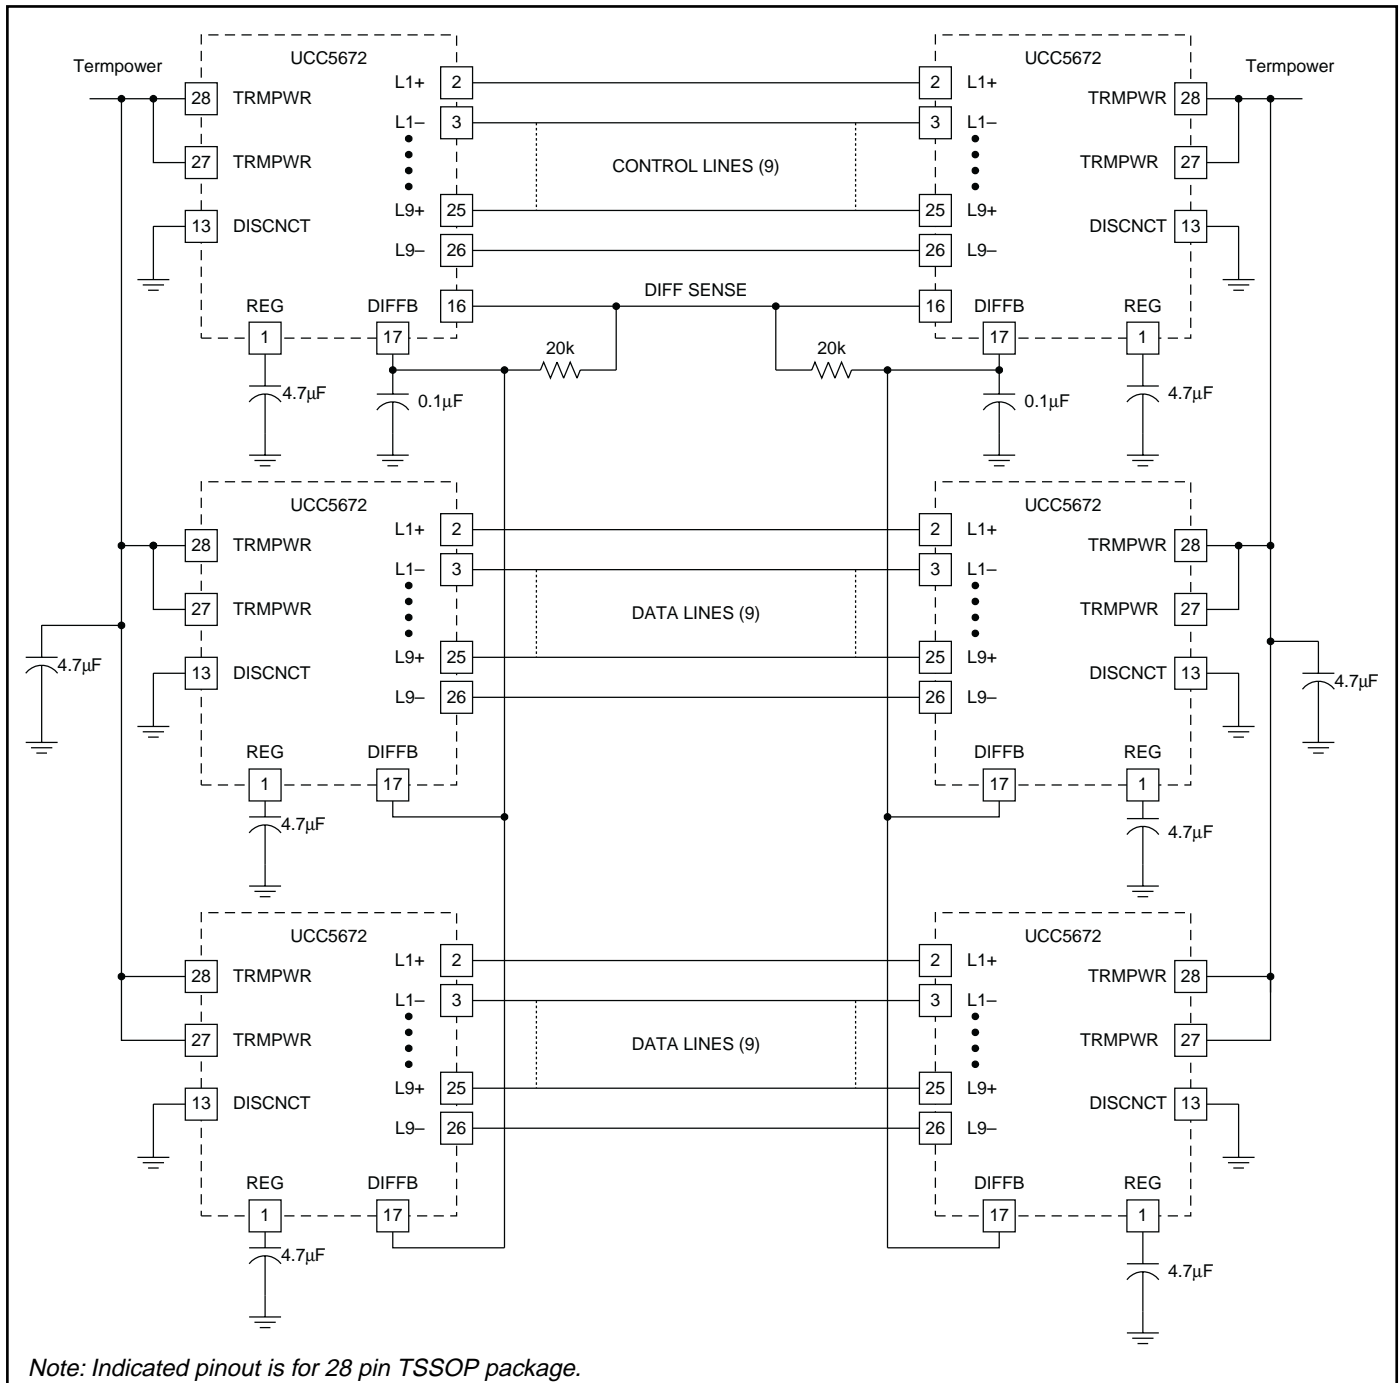 UCC5672 UCC5672
Termpower Termpower
L1+ 2 2 L1+
28 TRMPWR TRMPWR 28
L1– 3 3 L1–
CONTROL LINES (9)
27 TRMPWR TRMPWR 27
L9+ 25 25 L9+
13 DISCNCT DISCNCT 13
L9– 26 26 L9–
DIFF SENSE
REG DIFFB 16 16 DIFFB REG
1 17 17 1
20k 20k
4.7µF 0.1µF 0.1µF 4.7µF
UCC5672 UCC5672
L1+ 2 2 L1+
28 TRMPWR TRMPWR 28
L1– 3 3 L1–
27 TRMPWR DATA LINES (9) TRMPWR 27
L9+ 25 25 L9+
4.7µF 13 DISCNCT DISCNCT 13 4.7µF
L9– 26 26 L9–
REG DIFFB DIFFB REG
1 17 17 1
4.7µF 4.7µF
UCC5672 UCC5672
L1+ 2 2 L1+
28 TRMPWR TRMPWR 28
L1– 3 3 L1–
27 TRMPWR DATA LINES (9) TRMPWR 27
L9+ 25 25 L9+
13 DISCNCT DISCNCT 13
L9– 26 26 L9–
REG DIFFB DIFFB REG
1 17 17 1
4.7µF 4.7µF
Note: Indicated pinout is for 28 pin TSSOP package.